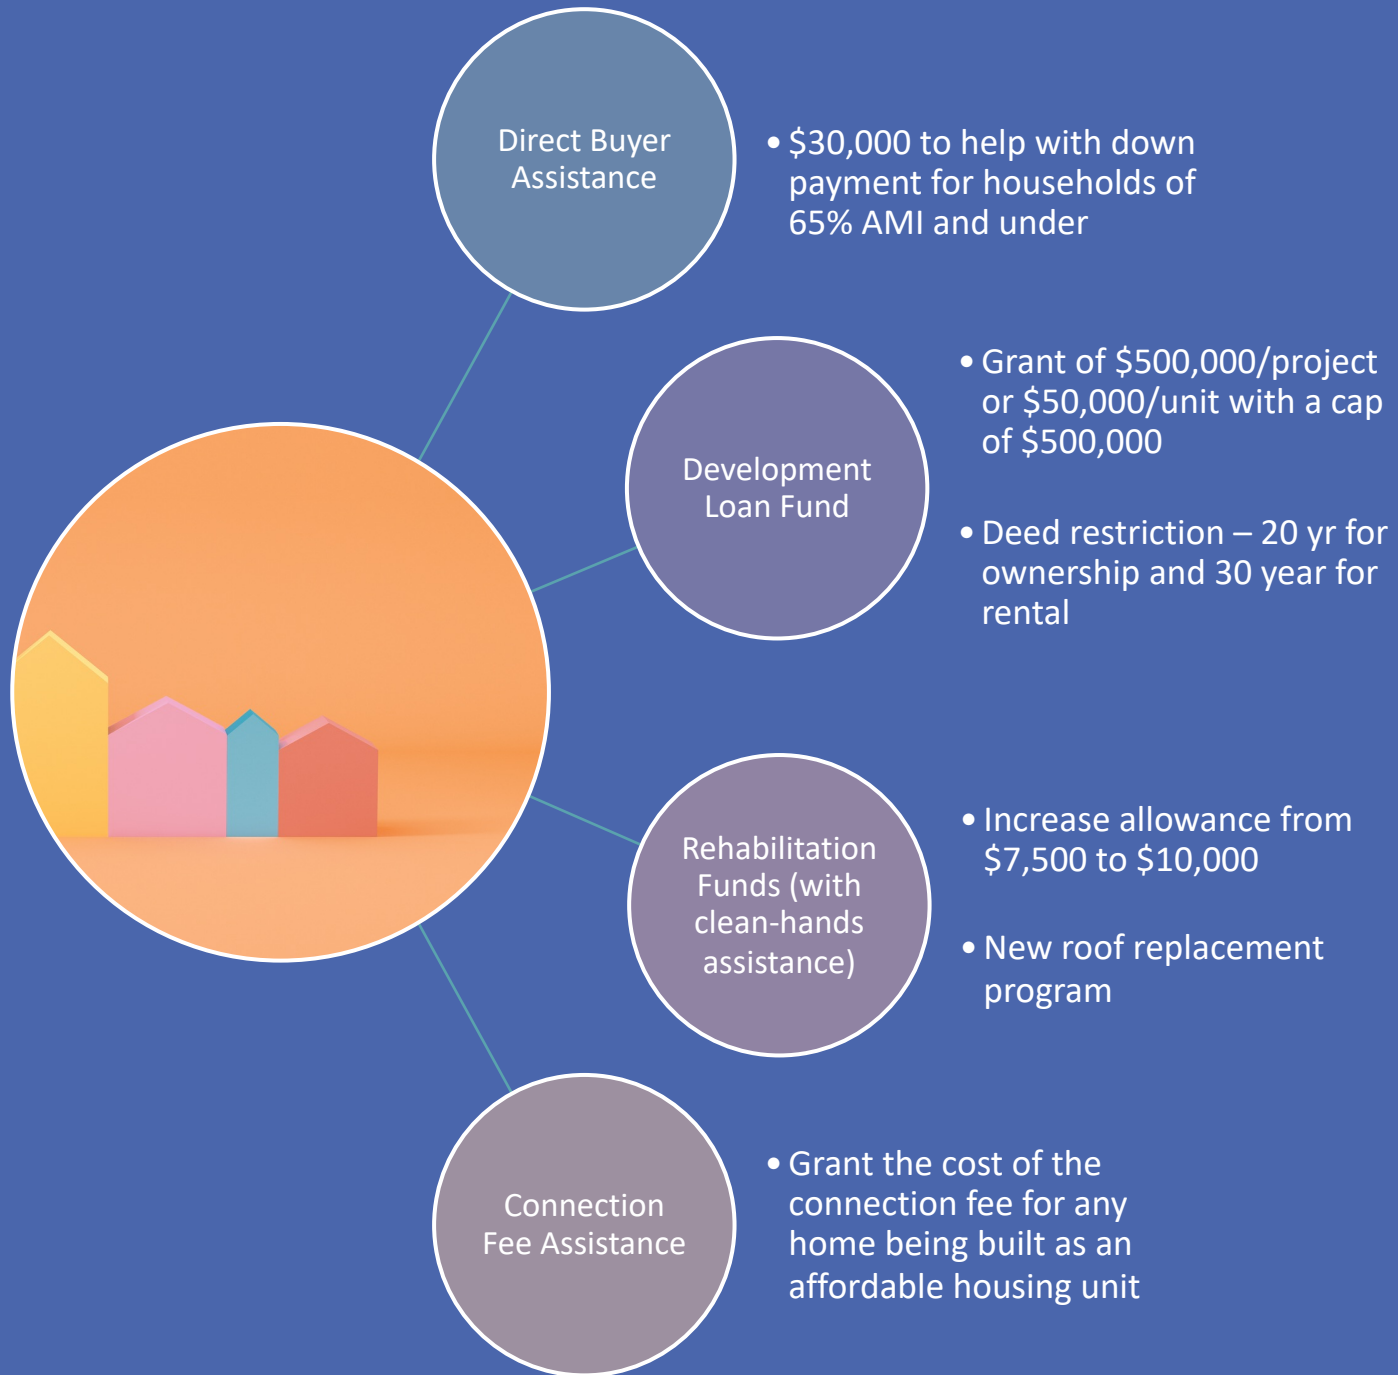 Direct Buyer
Assistance
• $30,000 to help with down
payment for households of
65% AMI and under
Development
Loan Fund
• Grant of $500,000/project
or $50,000/unit with a cap
of $500,000
• Deed restriction – 20 yr for
ownership and 30 year for
rental
Rehabilitation
Funds (with
clean-hands
assistance)
• Increase allowance from
$7,500 to $10,000
• New roof replacement
program
Connection
Fee Assistance
• Grant the cost of the
connection fee for any
home being built as an
affordable housing unit